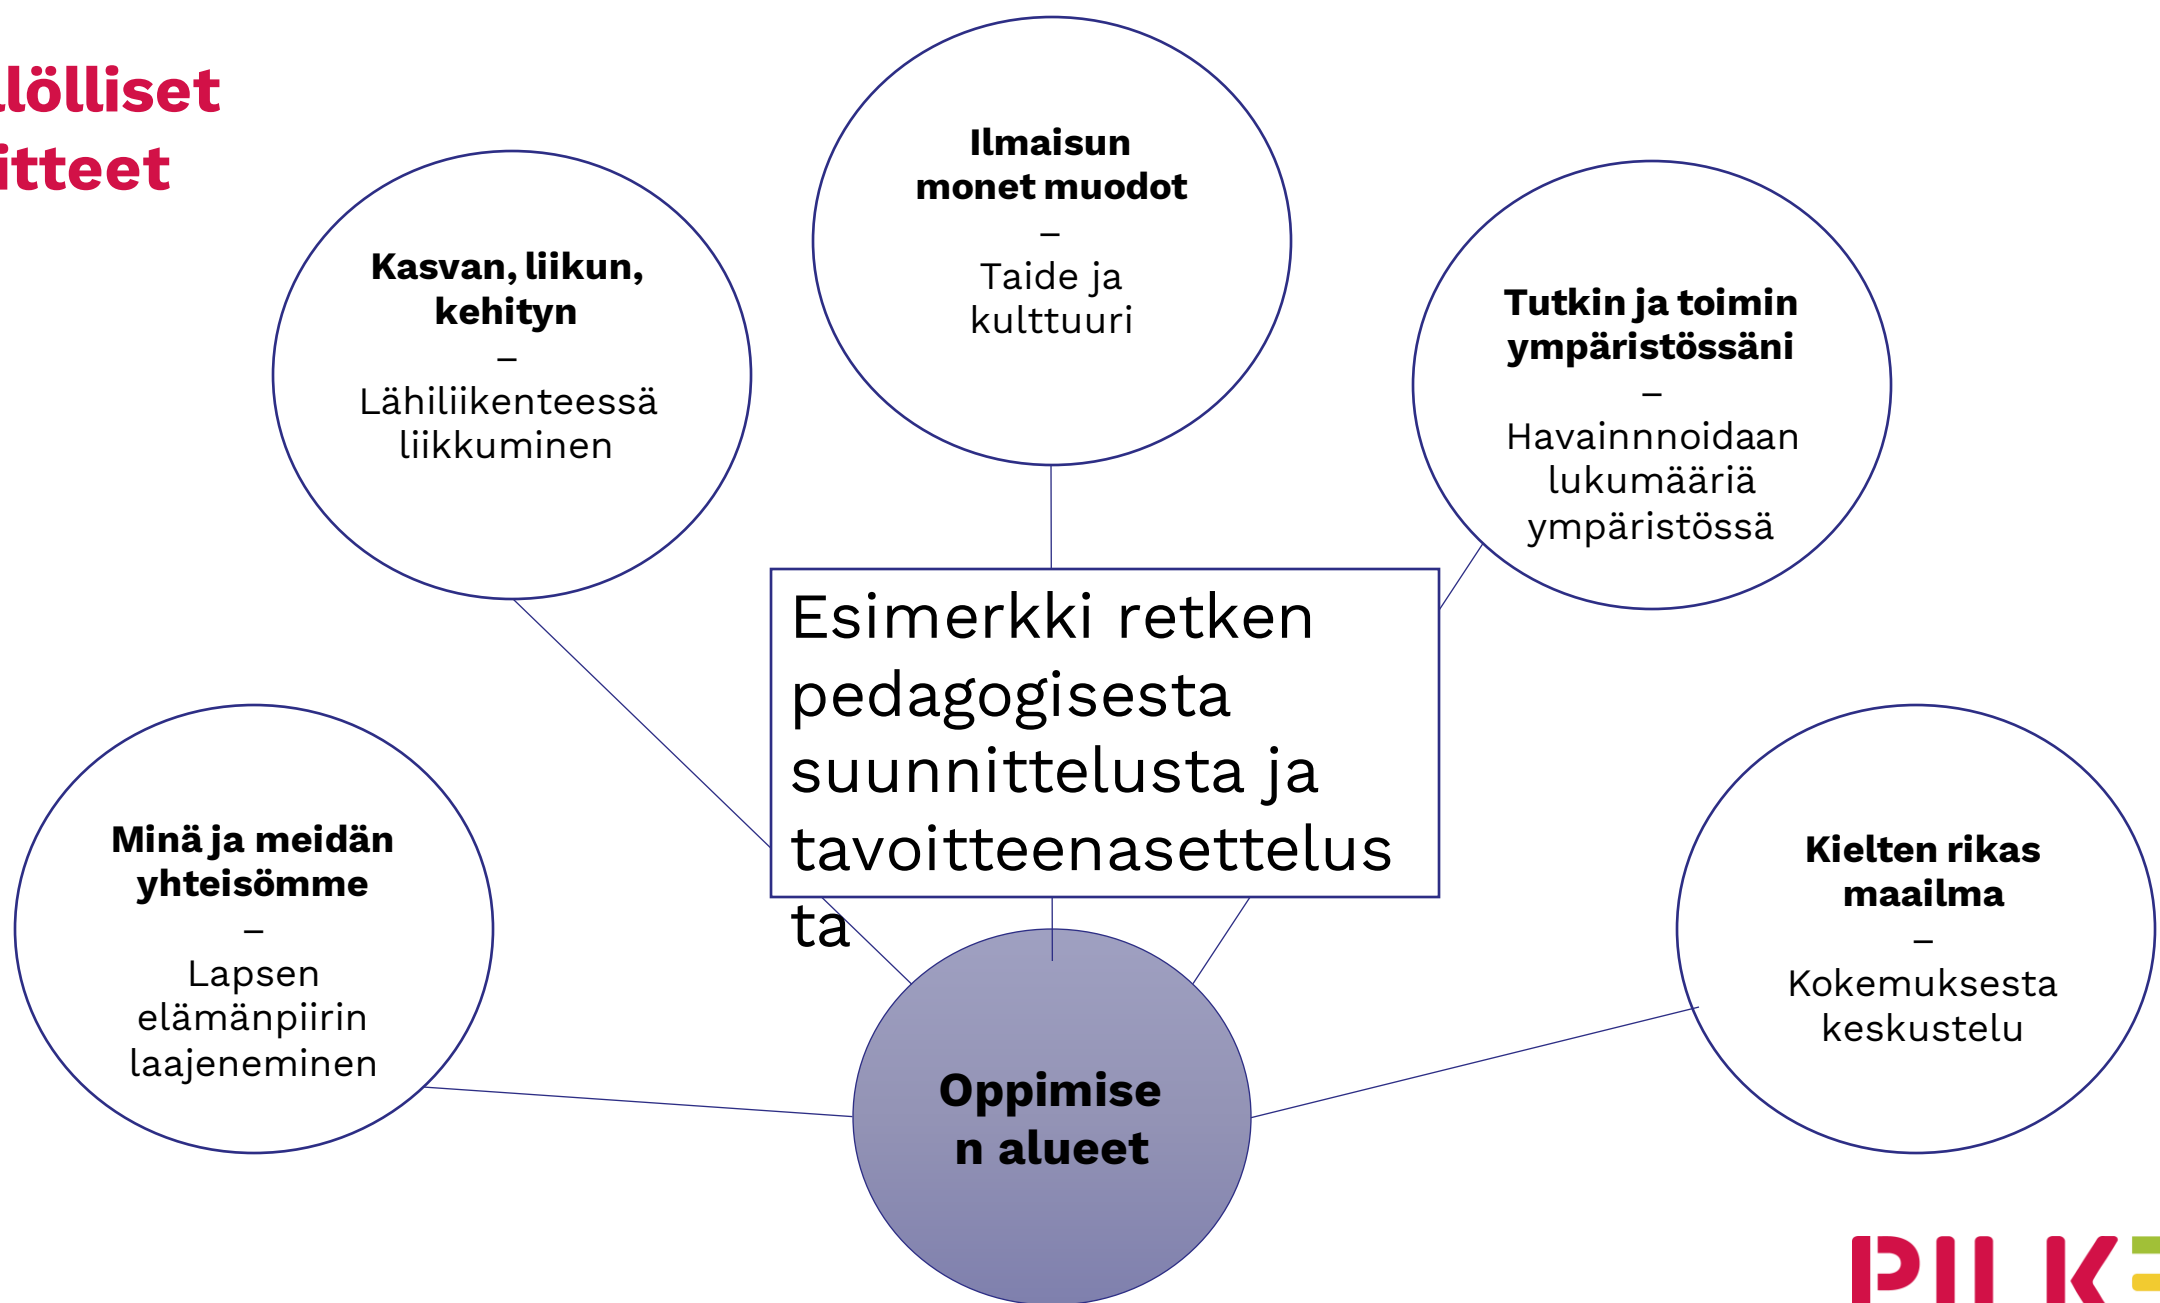 llölliset
itteet
Ilmaisun
monet muodot
–
Taide ja
kulttuuri
Kasvan, liikun,
kehityn
–
Lähiliikenteessä
liikkuminen
Tutkin ja toimin
ympäristössäni
–
Havainnnoidaan
lukumääriä
ympäristössä
Esimerkki retken
pedagogisesta
suunnittelusta ja
tavoitteenasettelus
ta
Minä ja meidän
yhteisömme
–
Lapsen
elämänpiirin
laajeneminen
Kielten rikas
maailma
–
Kokemuksesta
keskustelu
Oppimise
n alueet
PILKE